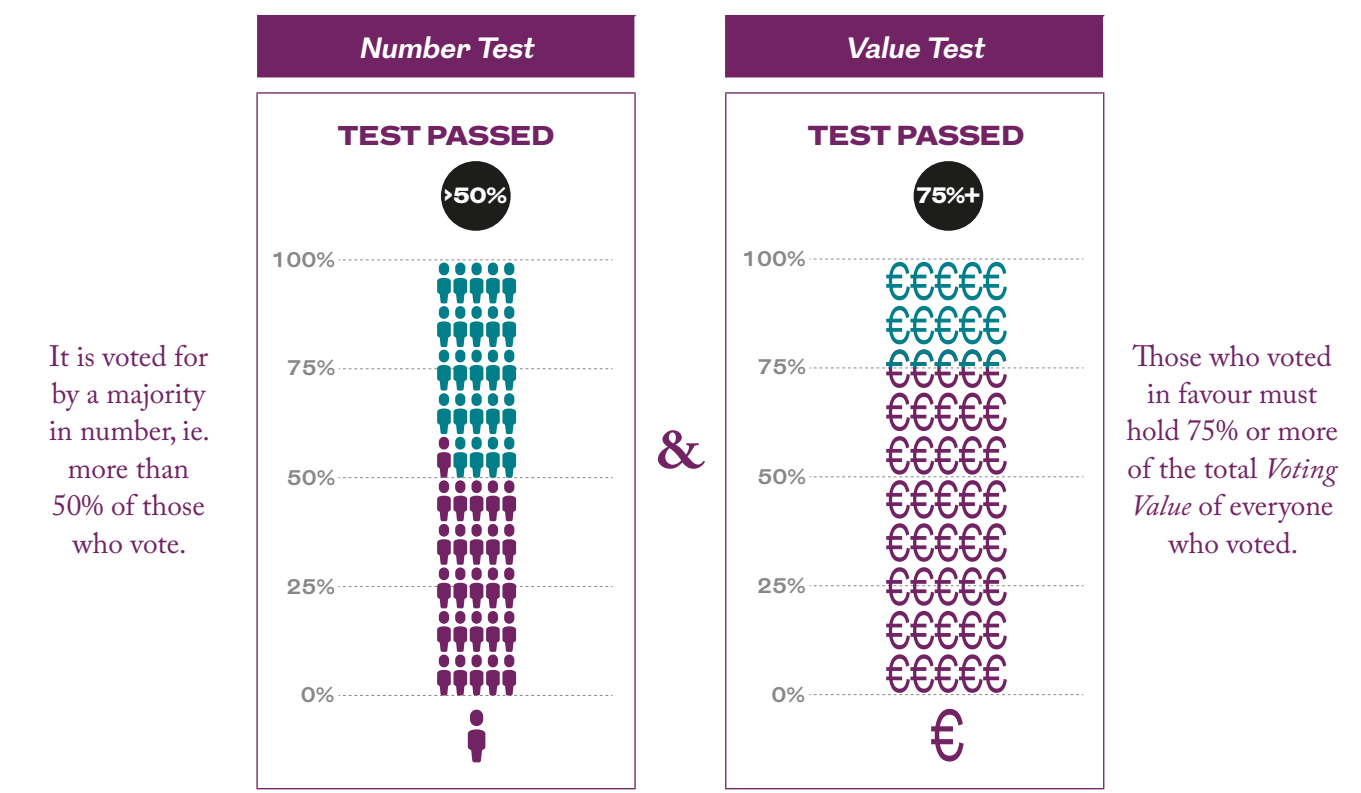 Number Test
Value Test
TEST PASSED
>50%
100%
75%
50%
25%
0%
It is voted for
by a majority
in number, ie.
more than
50% of those
who vote.
&
TEST PASSED
75%+
100%
75%
50%
25%
0%
€
Those who voted
in favour must
hold 75% or more
of the total Voting
Value of everyone
who voted.